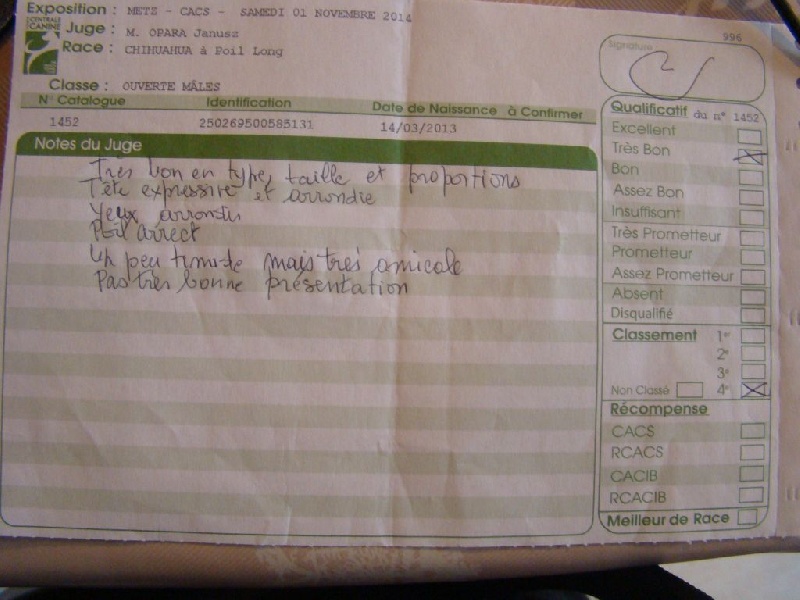 Exposition : METZ - CACS - SAMEDI 01 NOVEMBRE 2014
CENTRALE CANINE
Juge : M. OPARA Janusz
Race : CHIHUAHUA à Poil Long
Classe : OUVERTE MÂLES
N° Catalogue Identification Date de Naissance à Confirmer
1452 250269500585131 14/03/2013
Notes du Juge
Très bon en type, taille et proportions
Tête expressive et arrondie
Yeux arrondis
Poil arrect
Un peu timide mais très amicale
Pas très bonne présentation
996
Signature
Qualificatif du n° 1452
Excellent
Très Bon
Bon
Assez Bon
Insuffisant
Très Prometteur
Prometteur
Assez Prometteur
Absent
Disqualifié
Classement 1er
2e
3e
Non Classé 4e
Récompense
CACS
RCACS
CACIB
RCACIB
Meilleur de Race